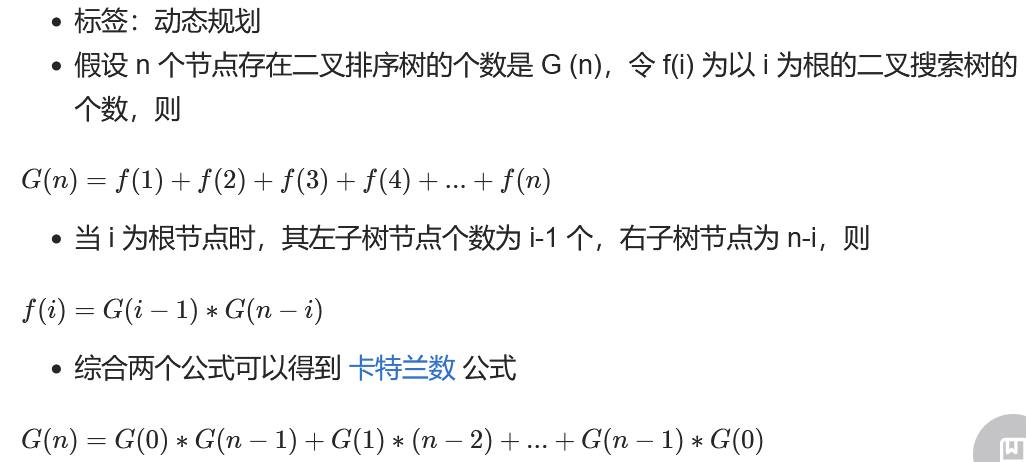 • 标签：动态规划
• 假设 n 个节点存在二叉排序树的个数是 G (n)，令 f(i) 为以 i 为根的二叉搜索树的
个数，则
G(n) = f(1) + f(2) + f(3) + f(4) + ... + f(n)
• 当 i 为根节点时，其左子树节点个数为 i-1 个，右子树节点为 n-i，则
f(i) = G(i − 1) * G(n − i)
• 综合两个公式可以得到 卡特兰数 公式
G(n) = G(0) * G(n − 1) + G(1) * (n − 2) + ... + G(n − 1) * G(0)